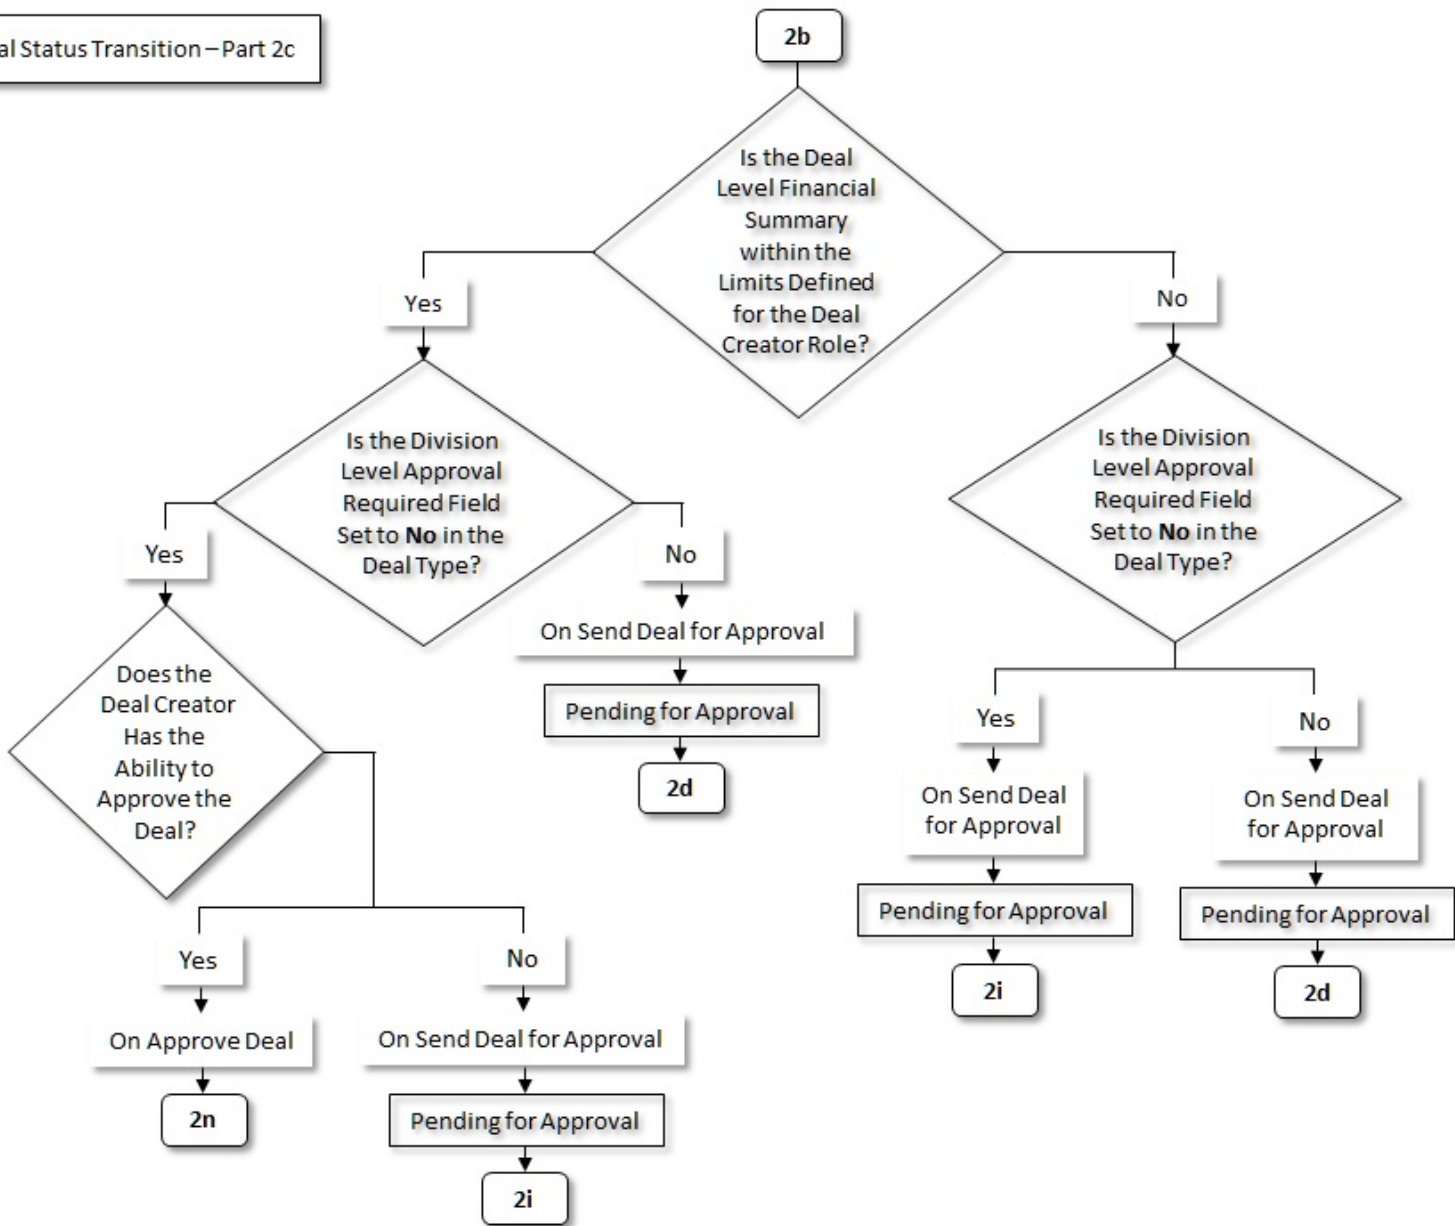 al Status Transition – Part 2c
2b
Is the Deal
Level Financial
Summary
within the
Limits Defined
for the Deal
Creator Role?
Yes
No
Is the Division
Level Approval
Required Field
Set to No in the
Deal Type?
Is the Division
Level Approval
Required Field
Set to No in the
Deal Type?
Yes
No
Does the
Deal Creator
Has the
Ability to
Approve the
Deal?
On Send Deal for Approval
Pending for Approval
2d
Yes
No
On Send Deal
for Approval
On Send Deal
for Approval
Pending for Approval
Pending for Approval
2i
2d
Yes
No
On Approve Deal
On Send Deal for Approval
2n
Pending for Approval
2i